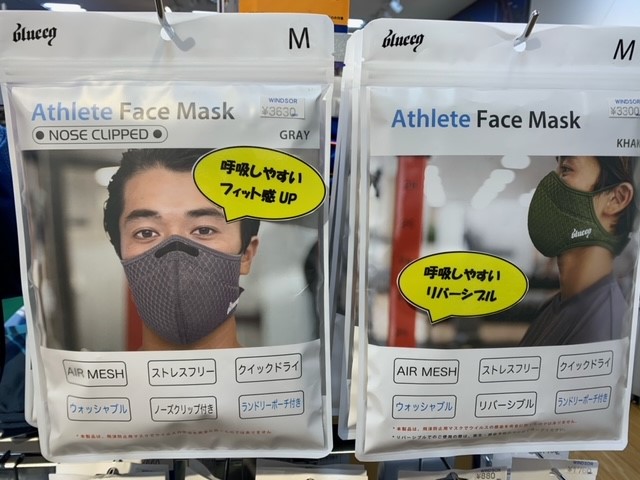 blueeq
M
WINDSOR
¥3630
Athlete Face Mask
● NOSE CLIPPED ●
GRAY
呼吸しやすい
フィット感 UP
AIR MESH
ストレスフリー
クイックドライ
ウォッシャブル
ノーズクリップ付き
ランドリーポーチ付き
blueeq
M
WINDSOR
¥3300
Athlete Face Mask
KHAK
blueeq
呼吸しやすい
リバーシブル
AIR MESH
ストレスフリー
クイックドライ
ウォッシャブル
リバーシブル
ランドリーポーチ付き
¥880